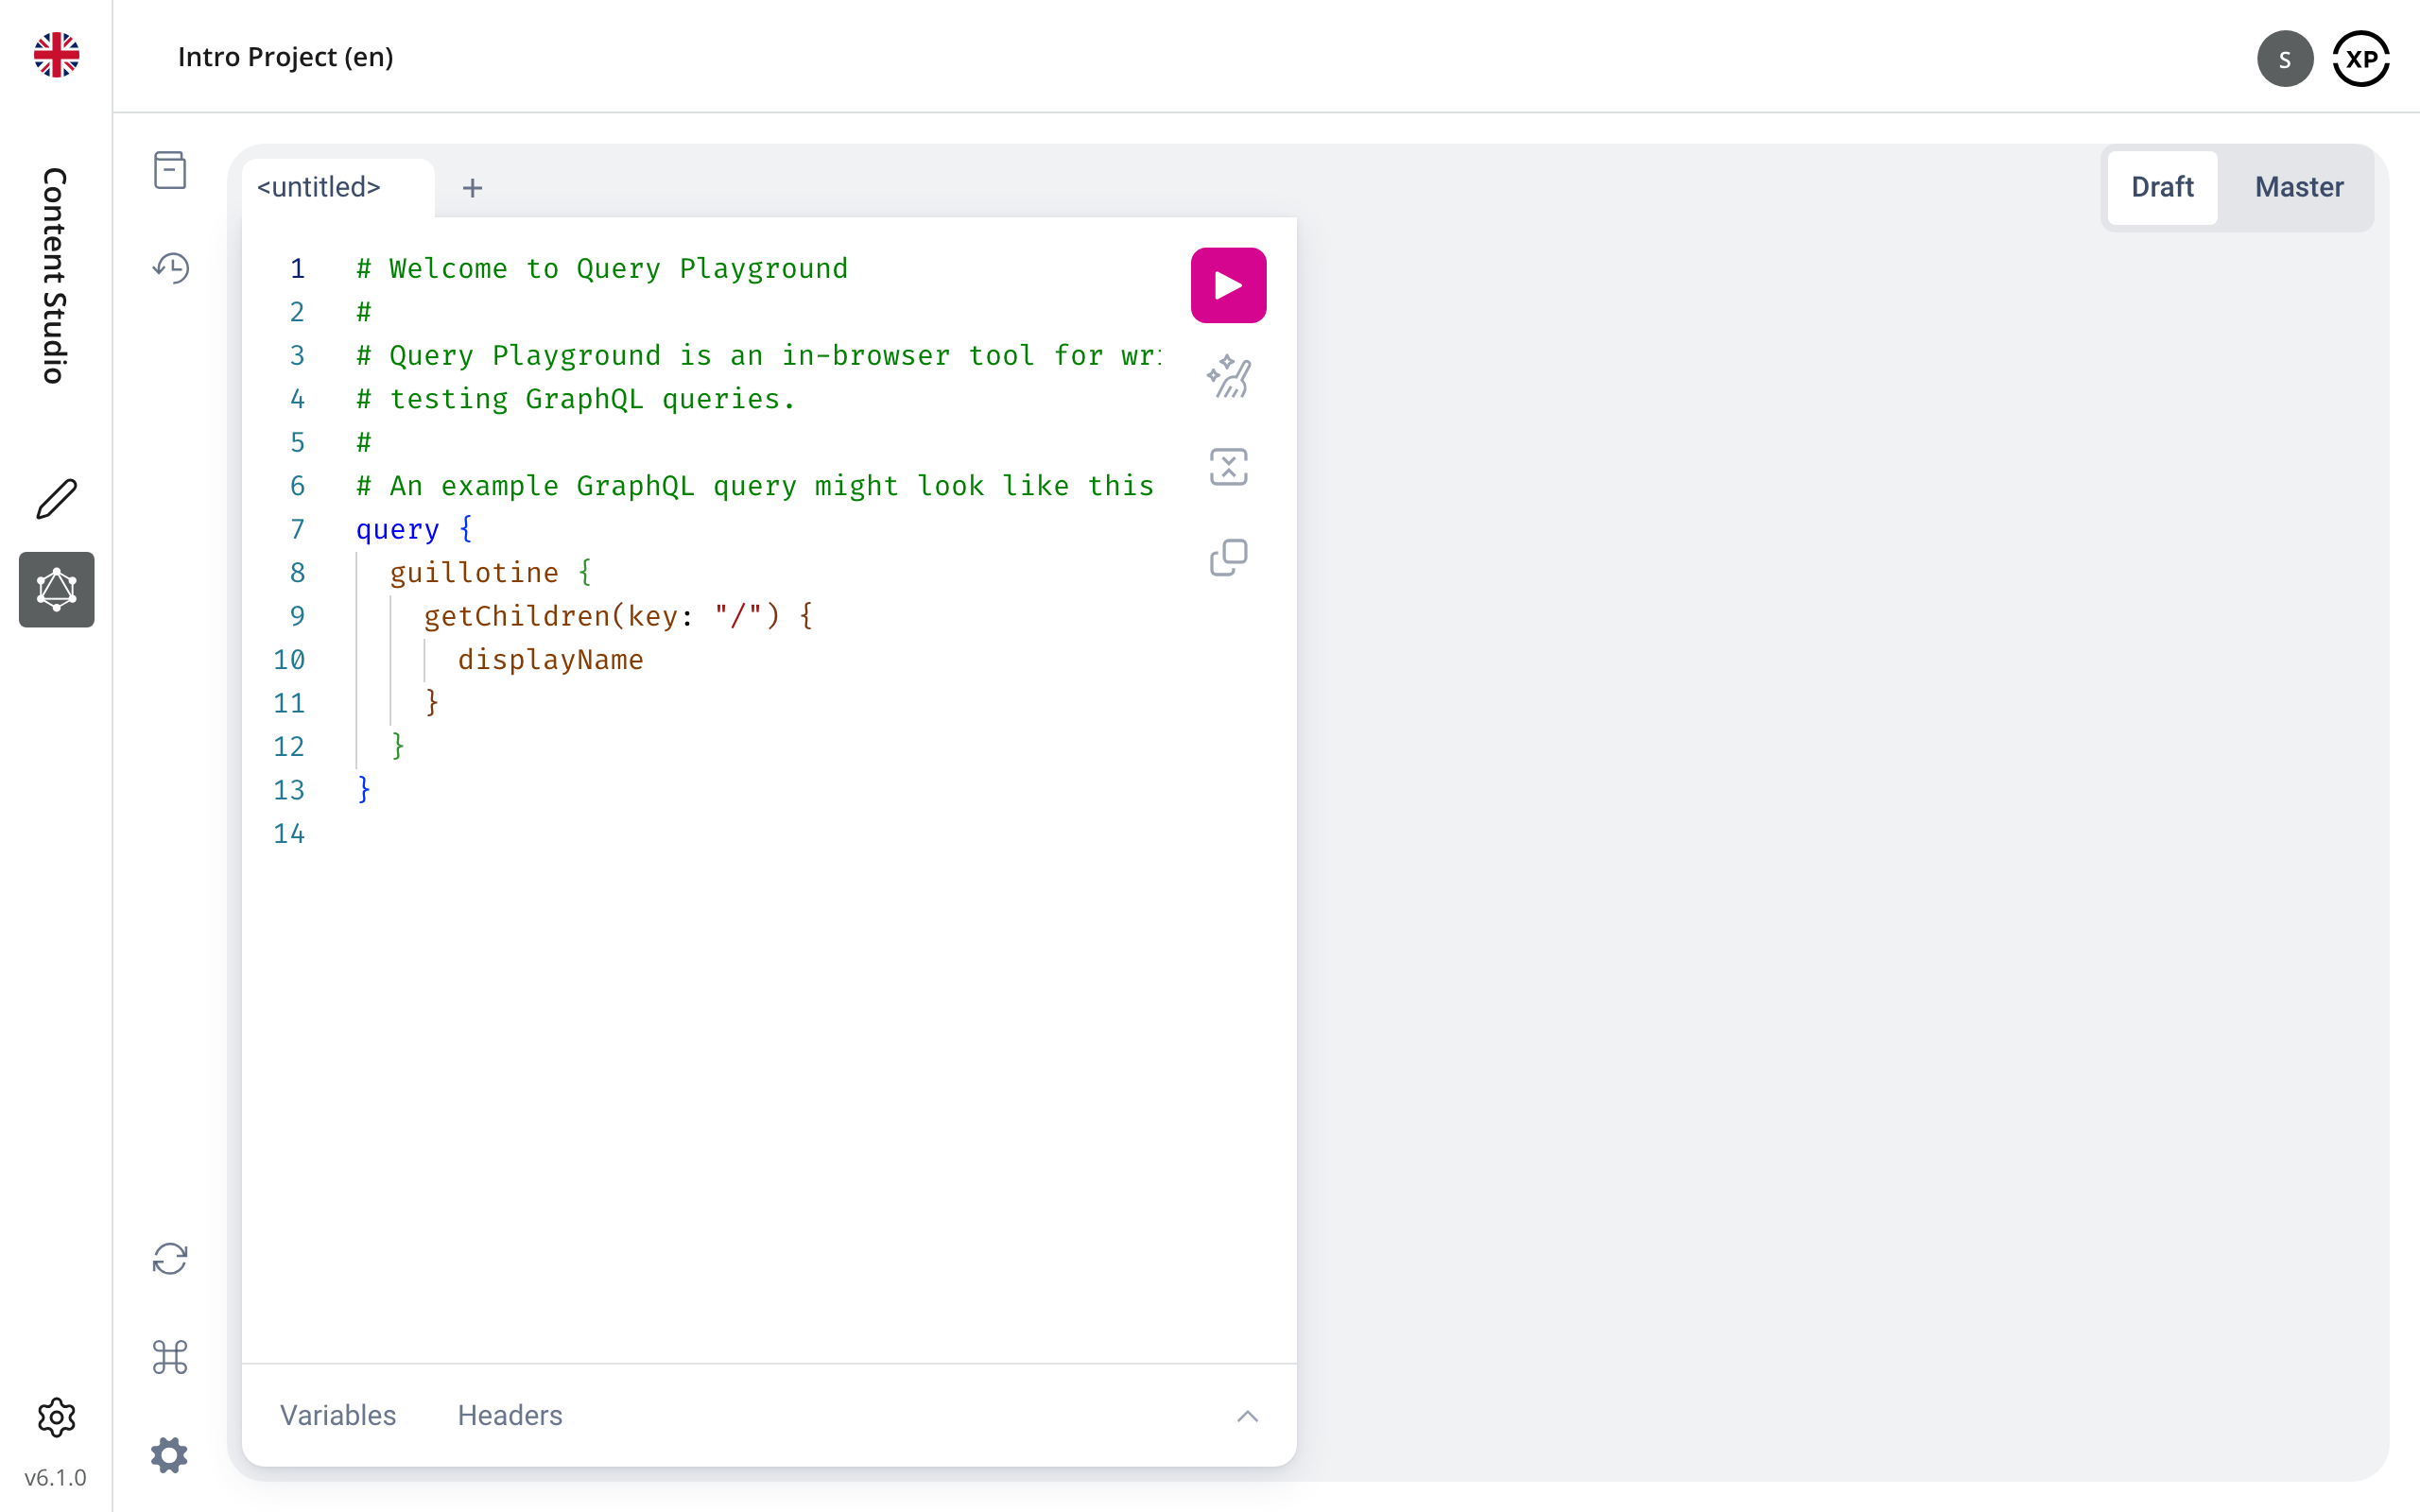 Intro Project (en)
S
XP
Content Studio
<untitled>
Draft
Master
1 # Welcome to Query Playground
2 #
3 # Query Playground is an in-browser tool for
4 # testing GraphQL queries.
5 #
6 # An example GraphQL query might look like this
7 query {
8 guillotine {
9 getChildren(key: "/") {
10 displayName
11 }
12 }
13 }
14
Variables
Headers
v6.1.0